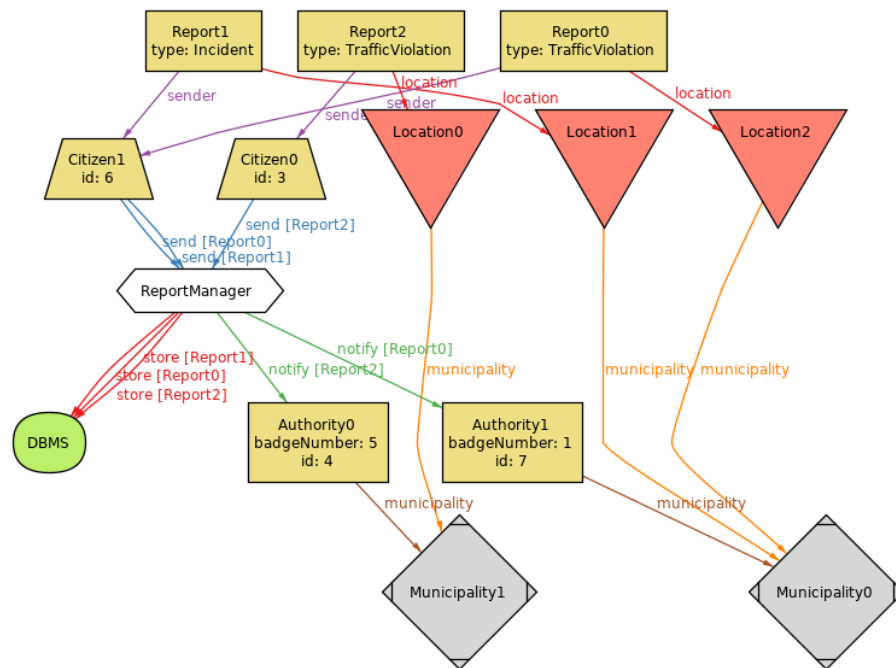 Report1
type: Incident
Report2
type: TrafficViolation
Report0
type: TrafficViolation
sender
sender
sender
location
location
location
Citizen1
id: 6
Citizen0
id: 3
Location0
Location1
Location2
send [Report2]
send [Report0]
send [Report1]
ReportManager
store [Report1]
store [Report0]
store [Report2]
notify [Report0]
notify [Report2]
municipality
municipality
municipality
DBMS
Authority0
badgeNumber: 5
id: 4
Authority1
badgeNumber: 1
id: 7
municipality
municipality
Municipality1
Municipality0